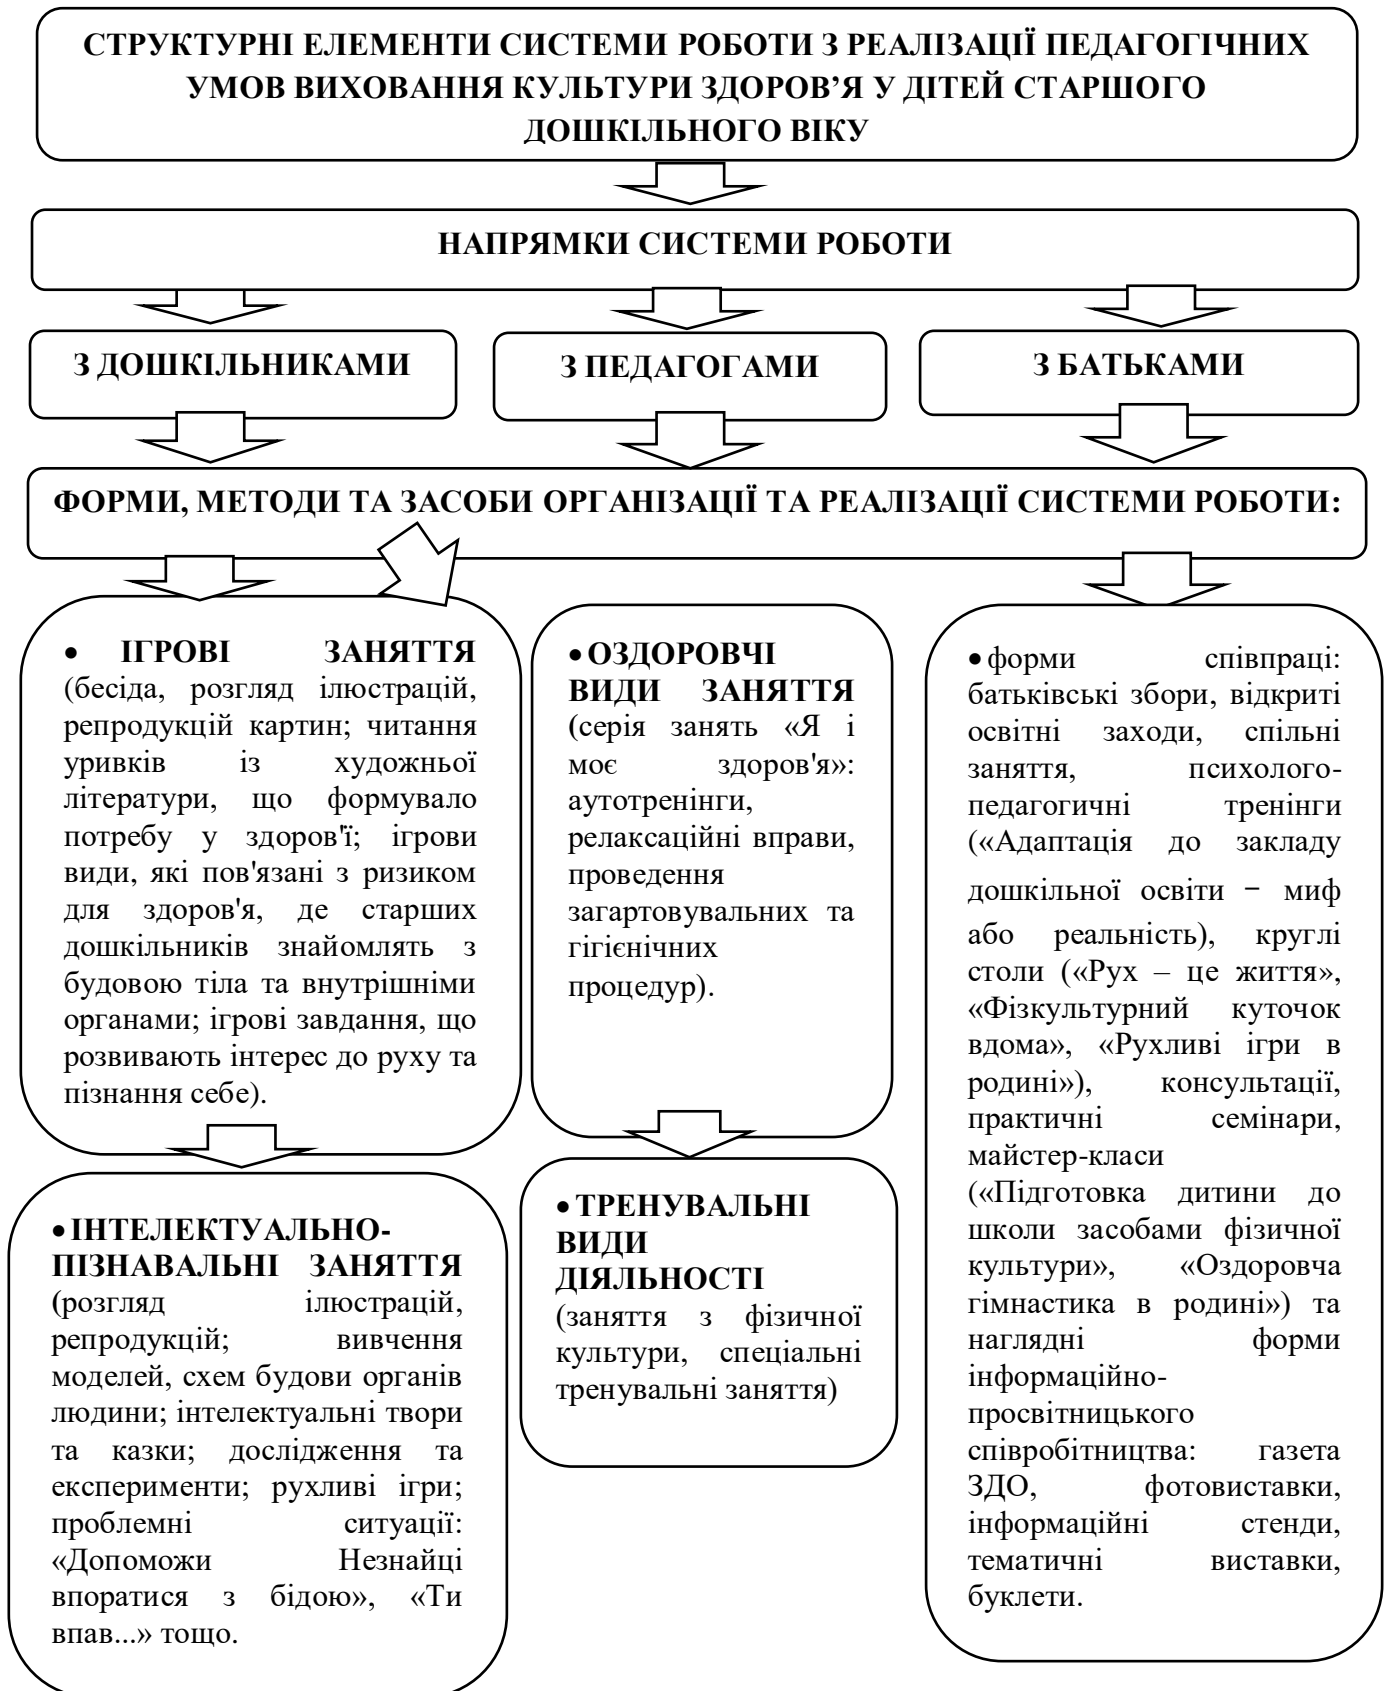 СТРУКТУРНІ ЕЛЕМЕНТИ СИСТЕМИ РОБОТИ З РЕАЛІЗАЦІЇ ПЕДАГОГІЧНИХ
УМОВ ВИХОВАННЯ КУЛЬТУРИ ЗДОРОВ’Я У ДІТЕЙ СТАРШОГО
ДОШКІЛЬНОГО ВІКУ
НАПРЯМКИ СИСТЕМИ РОБОТИ
З ДОШКІЛЬНИКАМИ
З ПЕДАГОГАМИ
З БАТЬКАМИ
ФОРМИ, МЕТОДИ ТА ЗАСОБИ ОРГАНІЗАЦІЇ ТА РЕАЛІЗАЦІЇ СИСТЕМИ РОБОТИ:
• ІГРОВІ ЗАНЯТТЯ
(бесіда, розгляд ілюстрацій,
репродукцій картин; читання
уривків із художньої
літератури, що формувало
потребу у здоров'ї; ігрови
види, які пов'язані з ризиком
для здоров'я, де старших
дошкільників знайомлять з
будовою тіла та внутрішніми
органами; ігрові завдання, що
розвивають інтерес до руху та
пізнання себе).
• ОЗДОРОВЧІ
ВИДИ ЗАНЯТТЯ
(серія занять «Я і
моє здоров'я»:
аутотренінги,
релаксаційні вправи,
проведення
загартовувальних та
гігієнічних
процедур).
• форми співпраці:
батьківські збори, відкриті
освітні заходи, спільні
заняття, психолого-
педагогичні тренінги
(«Адаптація до закладу
дошкільної освіти − миф
або реальність), круглі
столи («Рух – це життя»,
«Фізкультурний куточок
вдома», «Рухливі ігри в
родині»), консультації,
практичні семінари,
майстер-класи
(«Підготовка дитини до
школи засобами фізичної
культури», «Оздоровча
гімнастика в родині») та
наглядні форми
інформаційно-
просвітницького
співробітництва: газета
ЗДО, фотовиставки,
інформаційні стенди,
тематичні виставки,
буклети.
• ІНТЕЛЕКТУАЛЬНО-
ПІЗНАВАЛЬНІ ЗАНЯТТЯ
(розгляд ілюстрацій,
репродукцій; вивчення
моделей, схем будови органів
людини; інтелектуальні твори
та казки; дослідження та
експерименти; рухливі ігри;
проблемні ситуації:
«Допоможи Незнайці
впоратися з бідою», «Ти
впав...» тощо.
• ТРЕНУВАЛЬНІ
ВИДИ
ДІЯЛЬНОСТІ
(заняття з фізичної
культури, спеціальні
тренувальні заняття)